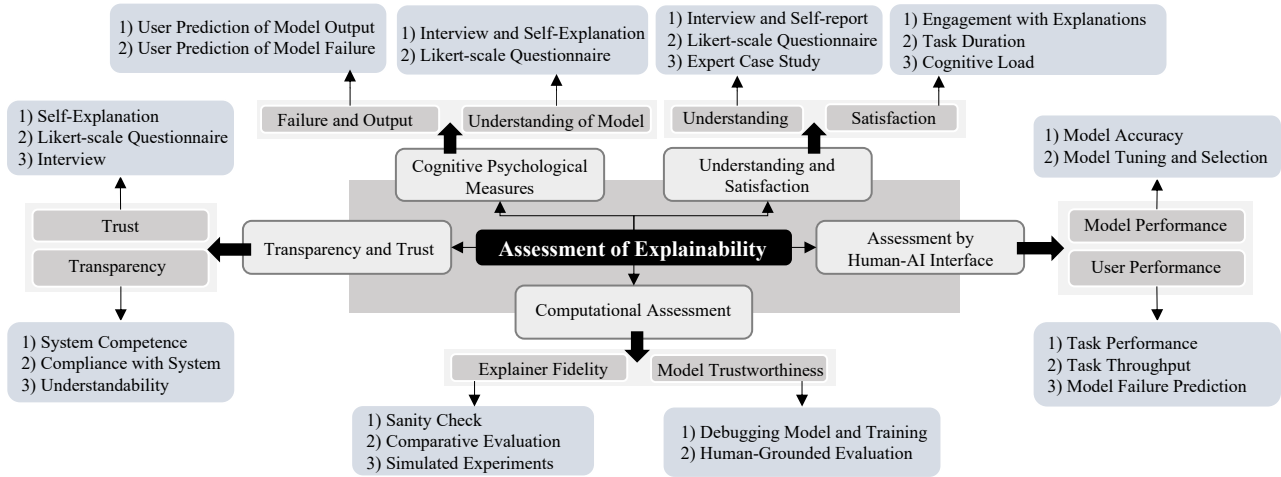 1) User Prediction of Model Output
2) User Prediction of Model Failure
1) Interview and Self-Explanation
2) Likert-scale Questionnaire
1) Interview and Self-report
2) Likert-scale Questionnaire
3) Expert Case Study
1) Engagement with Explanations
2) Task Duration
3) Cognitive Load
Failure and Output
Understanding of Model
Understanding
Satisfaction
1) Self-Explanation
2) Likert-scale Questionnaire
3) Interview
Cognitive Psychological
Measures
Understanding and
Satisfaction
1) Model Accuracy
2) Model Tuning and Selection
Trust
Transparency
Transparency and Trust
Assessment of Explainability
Assessment by
Human-AI Interface
Model Performance
User Performance
Computational Assessment
1) System Competence
2) Compliance with System
3) Understandability
Explainer Fidelity
Model Trustworthiness
1) Task Performance
2) Task Throughput
3) Model Failure Prediction
1) Sanity Check
2) Comparative Evaluation
3) Simulated Experiments
1) Debugging Model and Training
2) Human-Grounded Evaluation